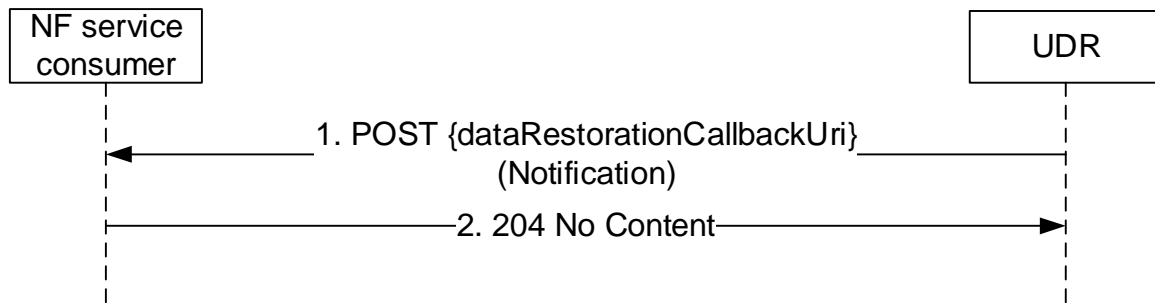 NF service
consumer
UDR
1. POST {dataRestorationCallbackUri}
(Notification)
2. 204 No Content